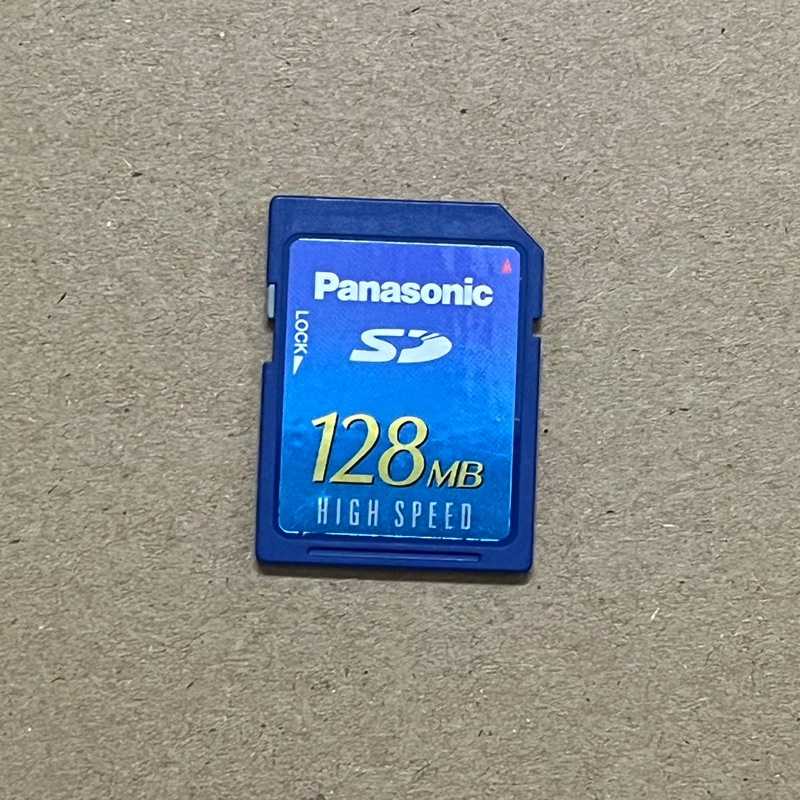 Panasonic
SD
LOCK
128MB
HIGH SPEED